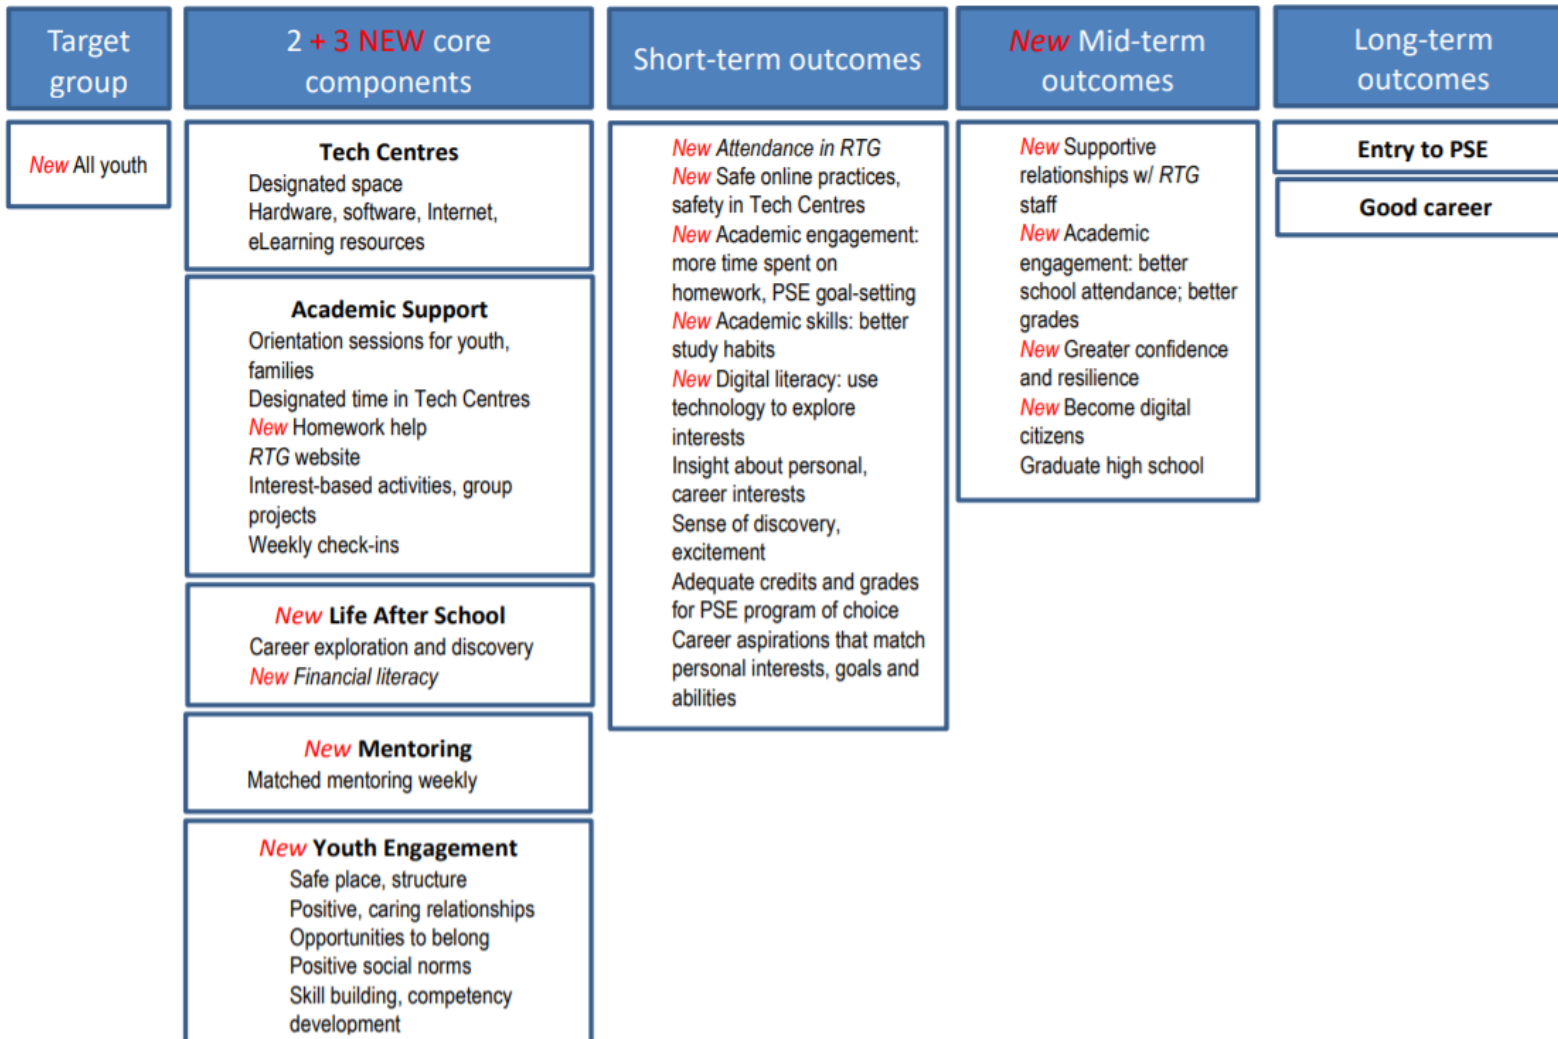 Target
group
2 + 3 NEW core
components
Short-term outcomes
New Mid-term
outcomes
Long-term
outcomes
New All youth
Tech Centres
Designated space
Hardware, software, Internet,
eLearning resources
Academic Support
Orientation sessions for youth,
families
Designated time in Tech Centres
New Homework help
RTG website
Interest-based activities, group
projects
Weekly check-ins
New Life After School
Career exploration and discovery
New Financial literacy
New Mentoring
Matched mentoring weekly
New Youth Engagement
Safe place, structure
Positive, caring relationships
Opportunities to belong
Positive social norms
Skill building, competency
development
New Attendance in RTG
New Safe online practices,
safety in Tech Centres
New Academic engagement:
more time spent on
homework, PSE goal-setting
New Academic skills: better
study habits
New Digital literacy: use
technology to explore
interests
Insight about personal,
career interests
Sense of discovery,
excitement
Adequate credits and grades
for PSE program of choice
Career aspirations that match
personal interests, goals and
abilities
New Supportive
relationships w/ RTG
staff
New Academic
engagement: better
school attendance; better
grades
New Greater confidence
and resilience
New Become digital
citizens
Graduate high school
Entry to PSE
Good career